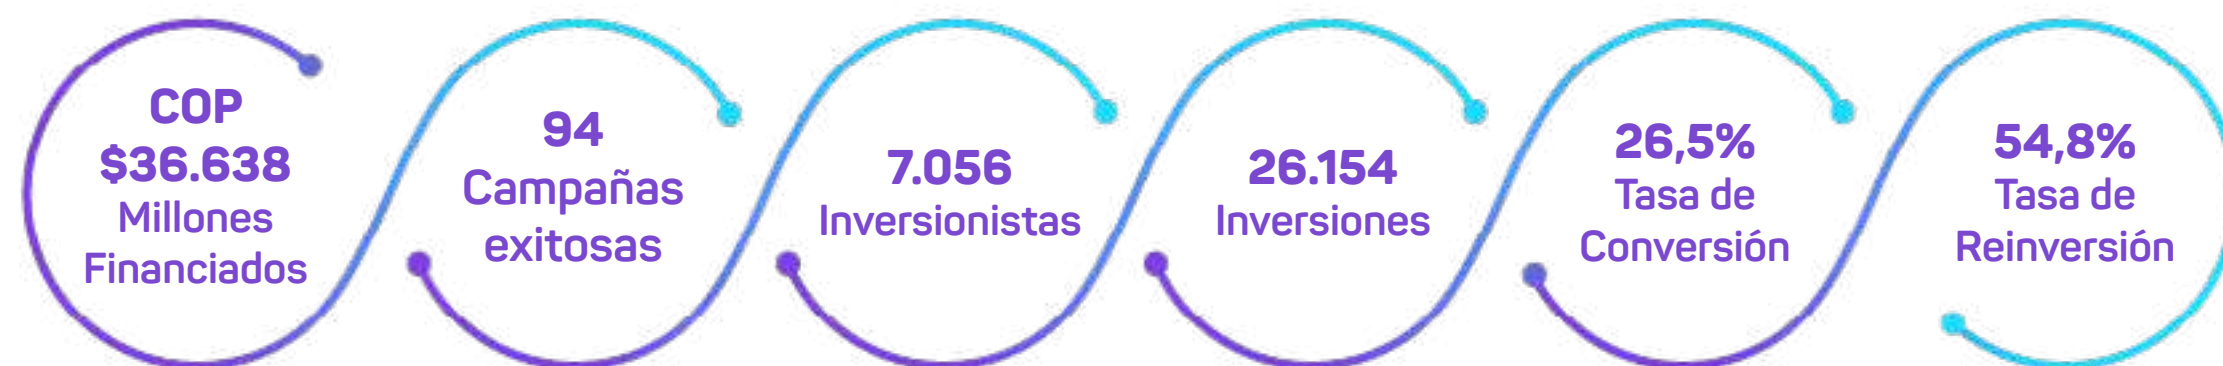 COP
$36.638
Millones
Financiados
94
Campañas
exitosas
7.056
Inversionistas
26.154
Inversiones
26,5%
Tasa de
Conversión
54,8%
Tasa de
Reinversión